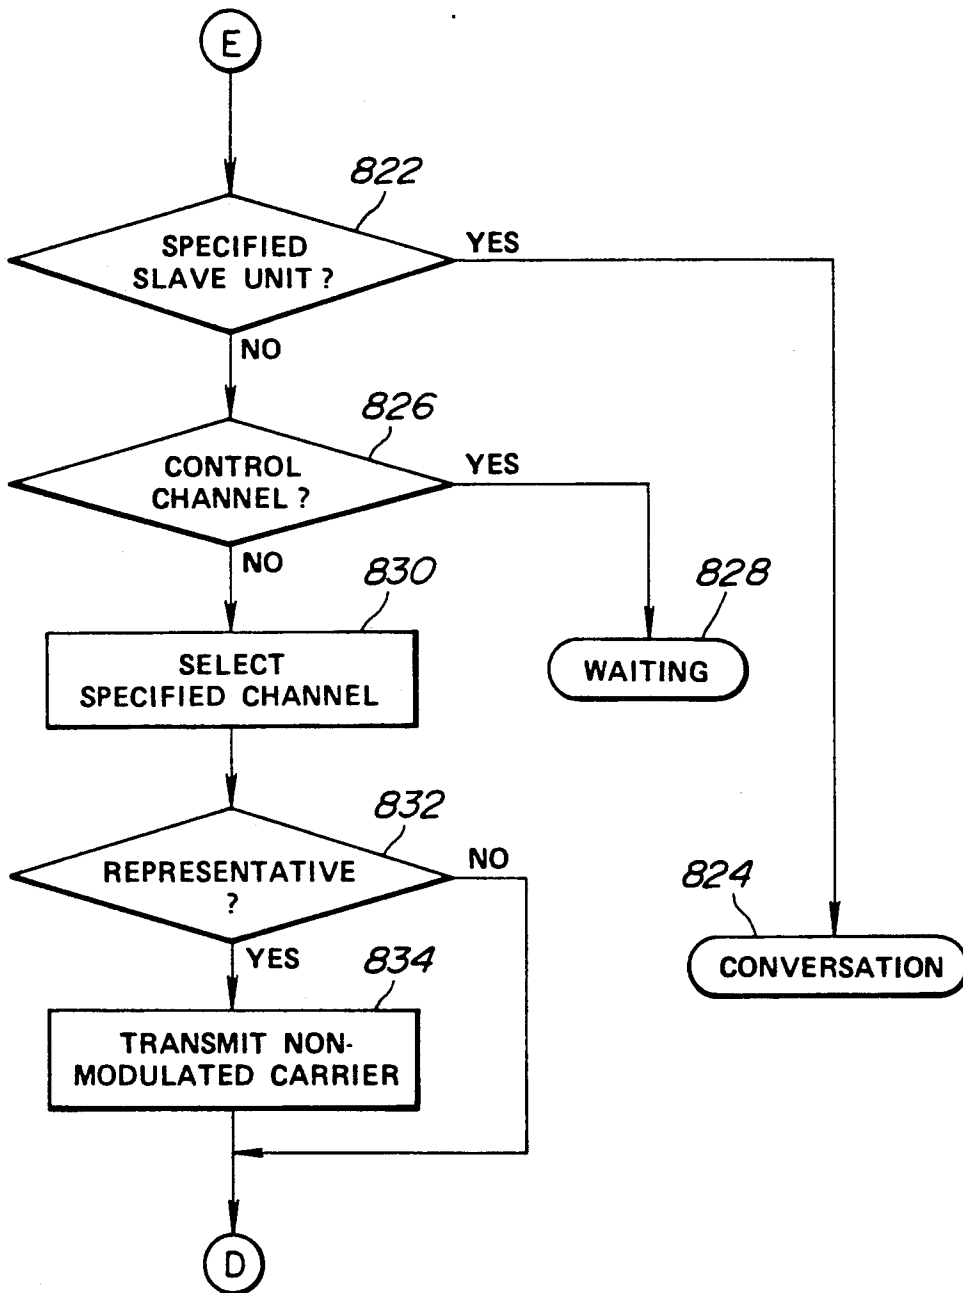 E
822
SPECIFIED
SLAVE UNIT ?
YES
NO
826
CONTROL
CHANNEL ?
YES
NO
830
SELECT
SPECIFIED CHANNEL
828
WAITING
832
REPRESENTATIVE
?
NO
YES
824
CONVERSATION
834
TRANSMIT NON-
MODULATED CARRIER
D